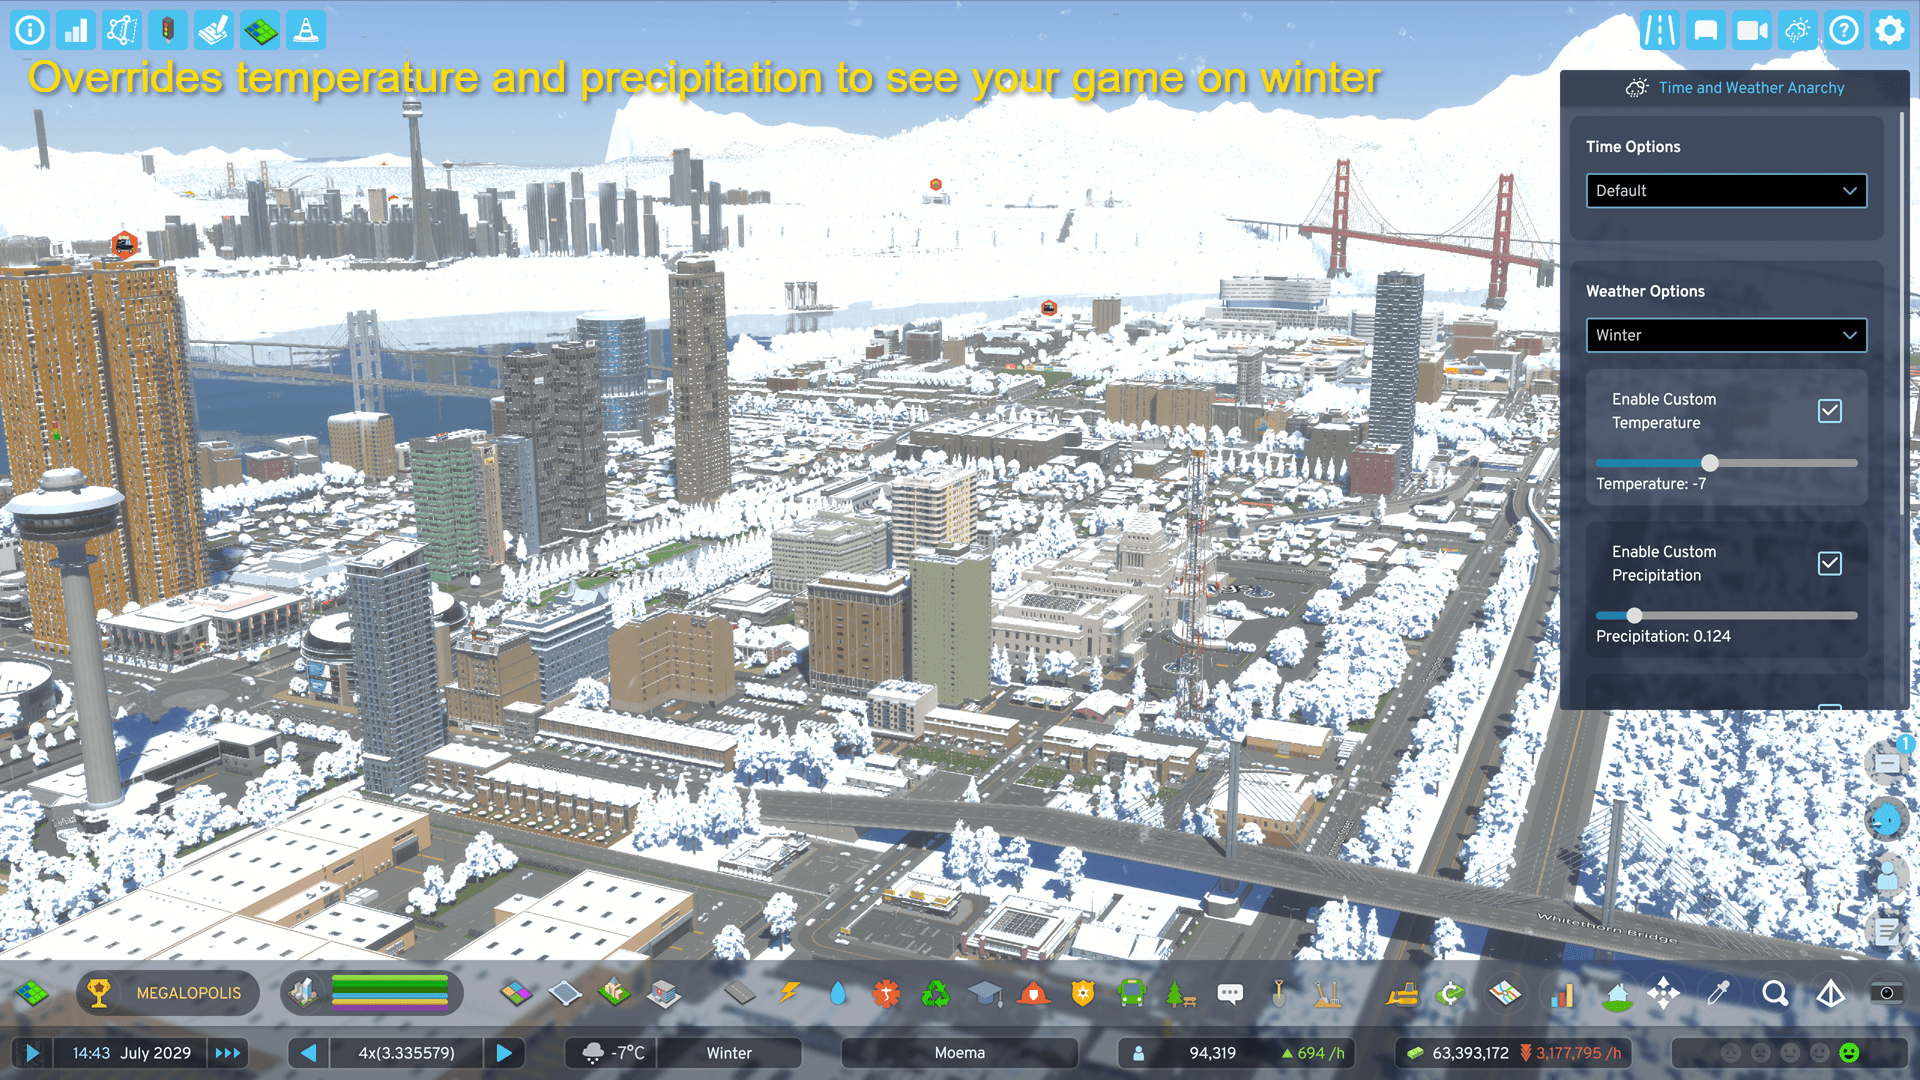 Overrides temperature and precipitation to see your game on winter
Time and Weather Anarchy
Time Options
Default
Weather Options
Winter
Enable Custom
Temperature
Temperature: -7
Enable Custom
Precipitation
Precipitation: 0.124
1
Whitethorn Bridge
MEGALOPOLIS
14:43 July 2029
4x(3.335579)
-7°C
Winter
Moema
94,319
694 /h
63,393,172
3,177,795 /h